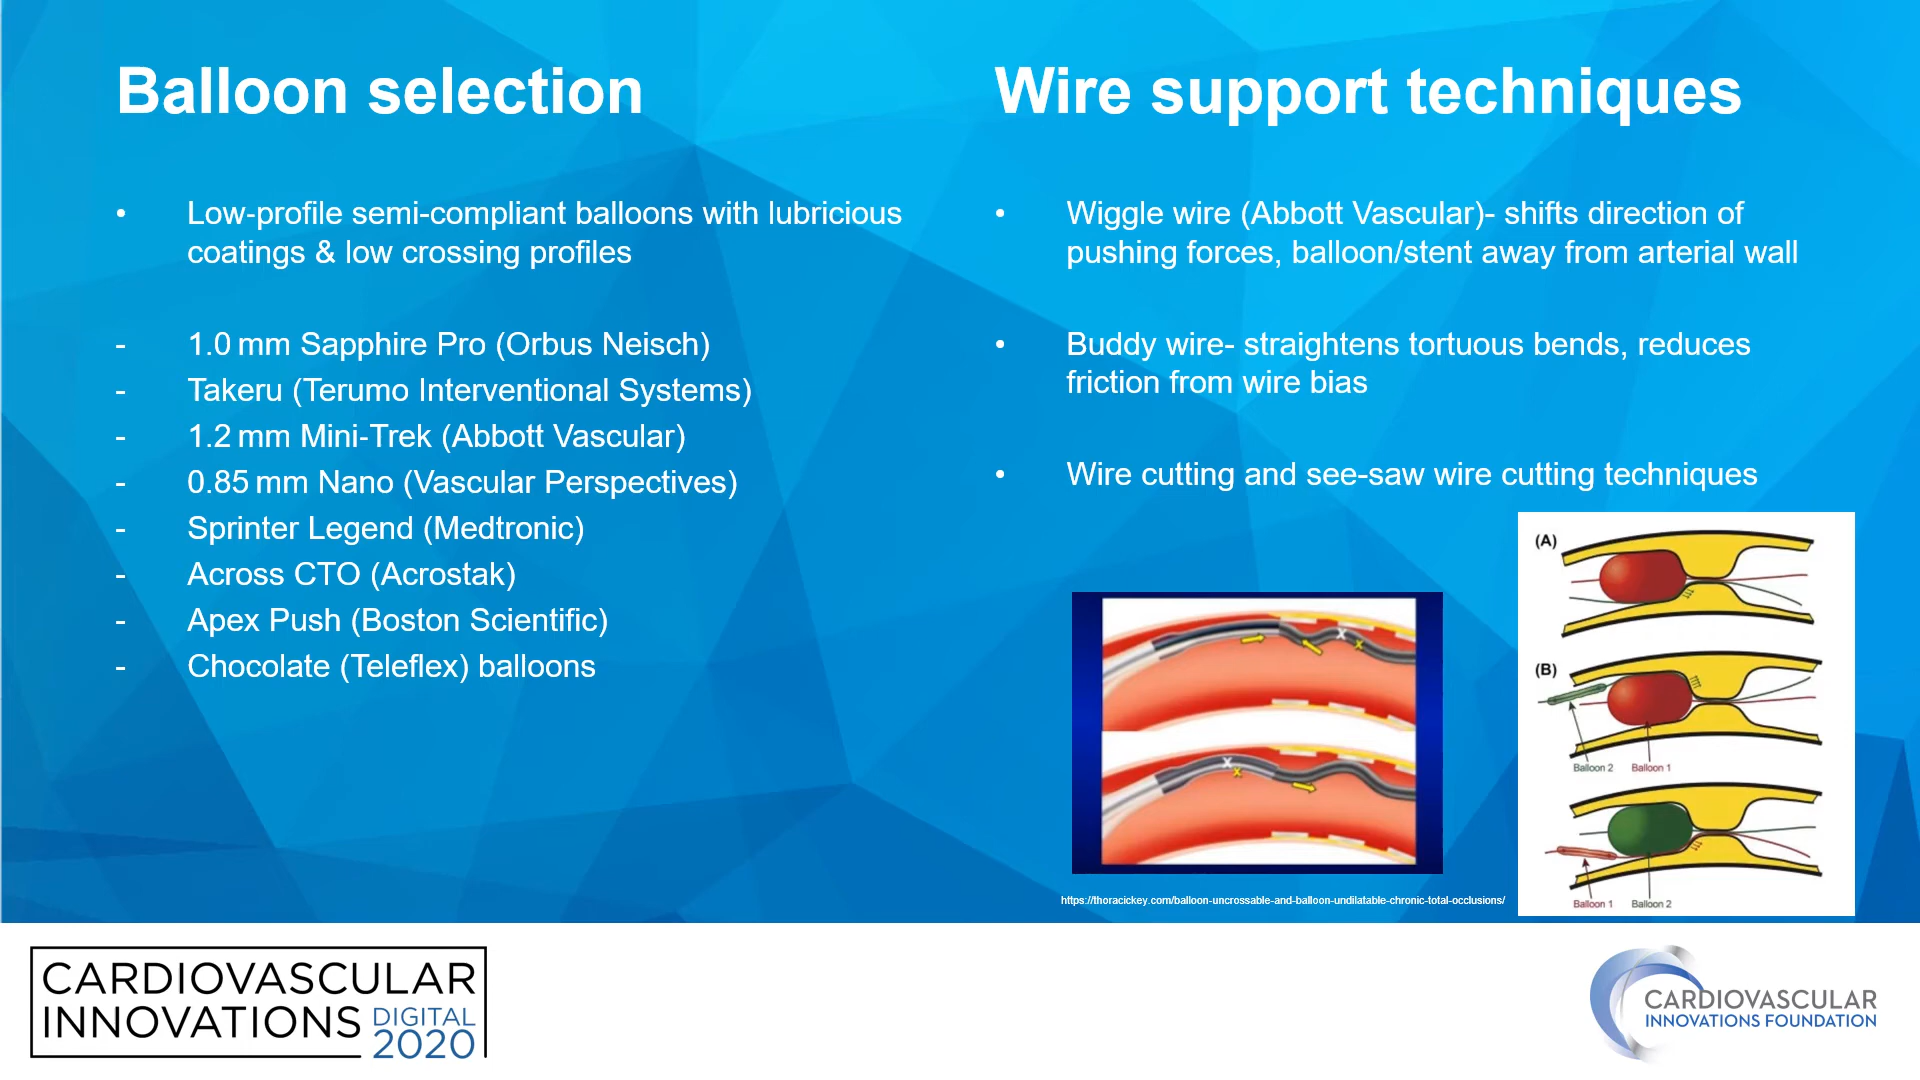 Balloon selection
• Low-profile semi-compliant balloons with lubricious
coatings & low crossing profiles
- 1.0 mm Sapphire Pro (Orbus Neisch)
- Takeru (Terumo Interventional Systems)
- 1.2 mm Mini-Trek (Abbott Vascular)
- 0.85 mm Nano (Vascular Perspectives)
- Sprinter Legend (Medtronic)
- Across CTO (Acrostak)
- Apex Push (Boston Scientific)
- Chocolate (Teleflex) balloons
Wire support techniques
• Wiggle wire (Abbott Vascular)- shifts direction of
pushing forces, balloon/stent away from arterial wall
• Buddy wire- straightens tortuous bends, reduces
friction from wire bias
• Wire cutting and see-saw wire cutting techniques
X
X
X
X
https://thoracickey.com/balloon-uncrossable-and-balloon-undilatable-chronic-total-occlusions/
(A)
(B)
Balloon 2 Balloon 1
Balloon 1 Balloon 2
CARDIOVASCULAR
INNOVATIONS DIGITAL
2020
CARDIOVASCULAR
INNOVATIONS FOUNDATION